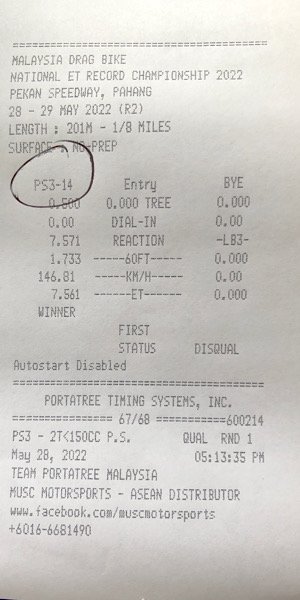 ================================
MALAYSIA DRAG BIKE
NATIONAL ET RECORD CHAMPIONSHIP 2022
PEKAN SPEEDWAY, PAHANG
28 - 29 MAY 2022 (R2)
LENGTH : 201M - 1/8 MILES
SURFACE : NO-PREP
PS3-14 Entry BYE
0.500 0.000 TREE 0.000
0.00 DIAL-IN 0.00
7.571 REACTION -LB3-
1.733 -----60FT----- 0.000
146.81 -----KM/H----- 0.00
7.561 ------ET------ 0.000
WINNER
FIRST
STATUS DISQUAL
Autostart Disabled
================================
PORTATREE TIMING SYSTEMS, INC.
============= 67/68 ===========600214
PS3 - 2T<150CC P.S. QUAL RND 1
May 28, 2022 05:13:35 PM
TEAM PORTATREE MALAYSIA
MUSC MOTORSPORTS - ASEAN DISTRIBUTOR
www.facebook.com/muscmotorsports
+6016-6681490